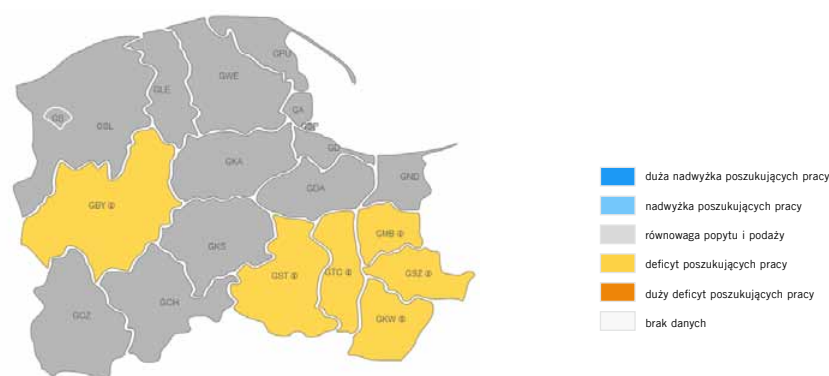 GPU
GWE
GLE
GA
GS
GSL
GSP
GD
GKA
GND
GDA
GBY
GMB
GKS
GST
GTC
GSZ
GCH
GCZ
GKW
duża nadwyżka poszukujących pracy
nadwyżka poszukujących pracy
równowaga popytu i podaży
deficyt poszukujących pracy
duży deficyt poszukujących pracy
brak danych